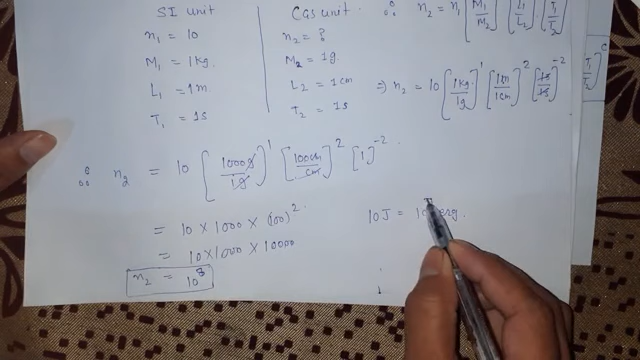 SI unit
CGS unit.
n₁ = 10
n₂ = ?
M₁ = 1Kg.
M₂ = 1g.
L₁ = 1m
L₂ = 1cm
T₁ = 1s
T₂ = 1s
∴ n₂ = n₁ [M₁/M₂] [L₁/L₂] [T₁/T₂]
⇒ n₂ = 10 [1Kg/1g]¹ [1m/1cm]² [1s/1s]⁻²
∴ n₂ = 10 [1000g/1g]¹ [100cm/cm]² [1]⁻²
= 10 × 1000 × (100)²
= 10 × 1000 × 10000
n₂ = 10⁸
10J = 10 erg.